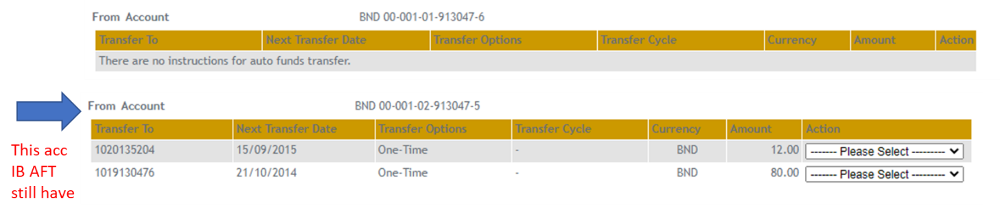 From Account BND 00-001-01-913047-6
Transfer To Next Transfer Date Transfer Options Transfer Cycle Currency Amount Action
There are no instructions for auto funds transfer.
From Account BND 00-001-02-913047-5
Transfer To Next Transfer Date Transfer Options Transfer Cycle Currency Amount Action
1020135204 15/09/2015 One-Time - BND 12.00 ------- Please Select ---------
1019130476 21/10/2014 One-Time - BND 80.00 ------- Please Select ---------
This acc
IB AFT
still have